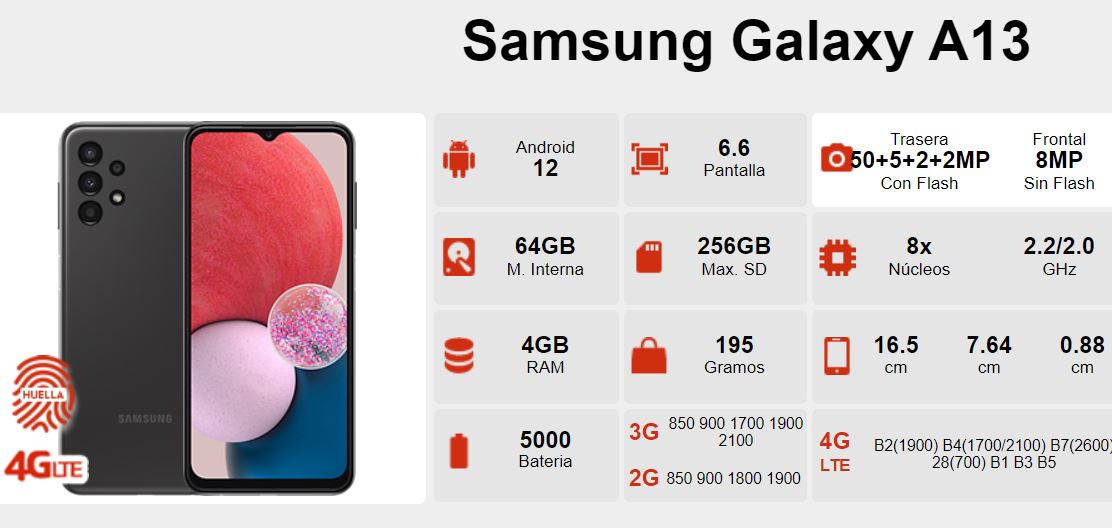 Samsung Galaxy A13
Android
12
6.6
Pantalla
Trasera
50+5+2+2MP
Con Flash
Frontal
8MP
Sin Flash
64GB
M. Interna
256GB
Max. SD
8x
Núcleos
2.2/2.0
GHz
4GB
RAM
195
Gramos
16.5
cm
7.64
cm
0.88
cm
5000
Bateria
3G
850 900 1700 1900
2100
2G
850 900 1800 1900
4G
LTE
B2(1900) B4(1700/2100) B7(2600)
28(700) B1 B3 B5
HUELLA
4G LTE
SAMSUNG